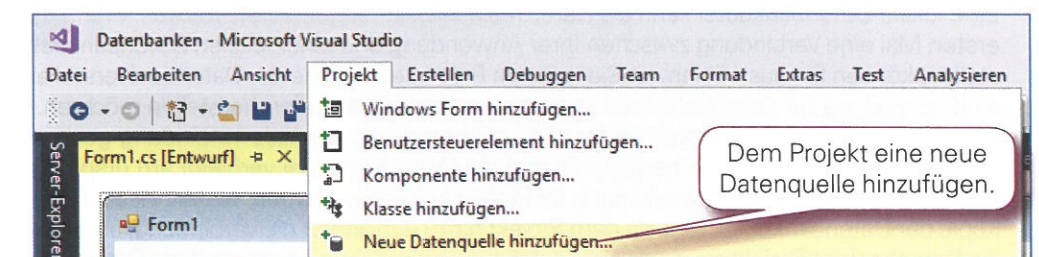 Datenbanken - Microsoft Visual Studio
Datei Bearbeiten Ansicht Projekt Erstellen Debuggen Team Format Extras Test Analysieren
Windows Form hinzufügen...
Benutzersteuerelement hinzufügen...
Komponente hinzufügen...
Klasse hinzufügen...
Neue Datenquelle hinzufügen...
Server-Explorer
Form1.cs [Entwurf]
Form1
Dem Projekt eine neue
Datenquelle hinzufügen.